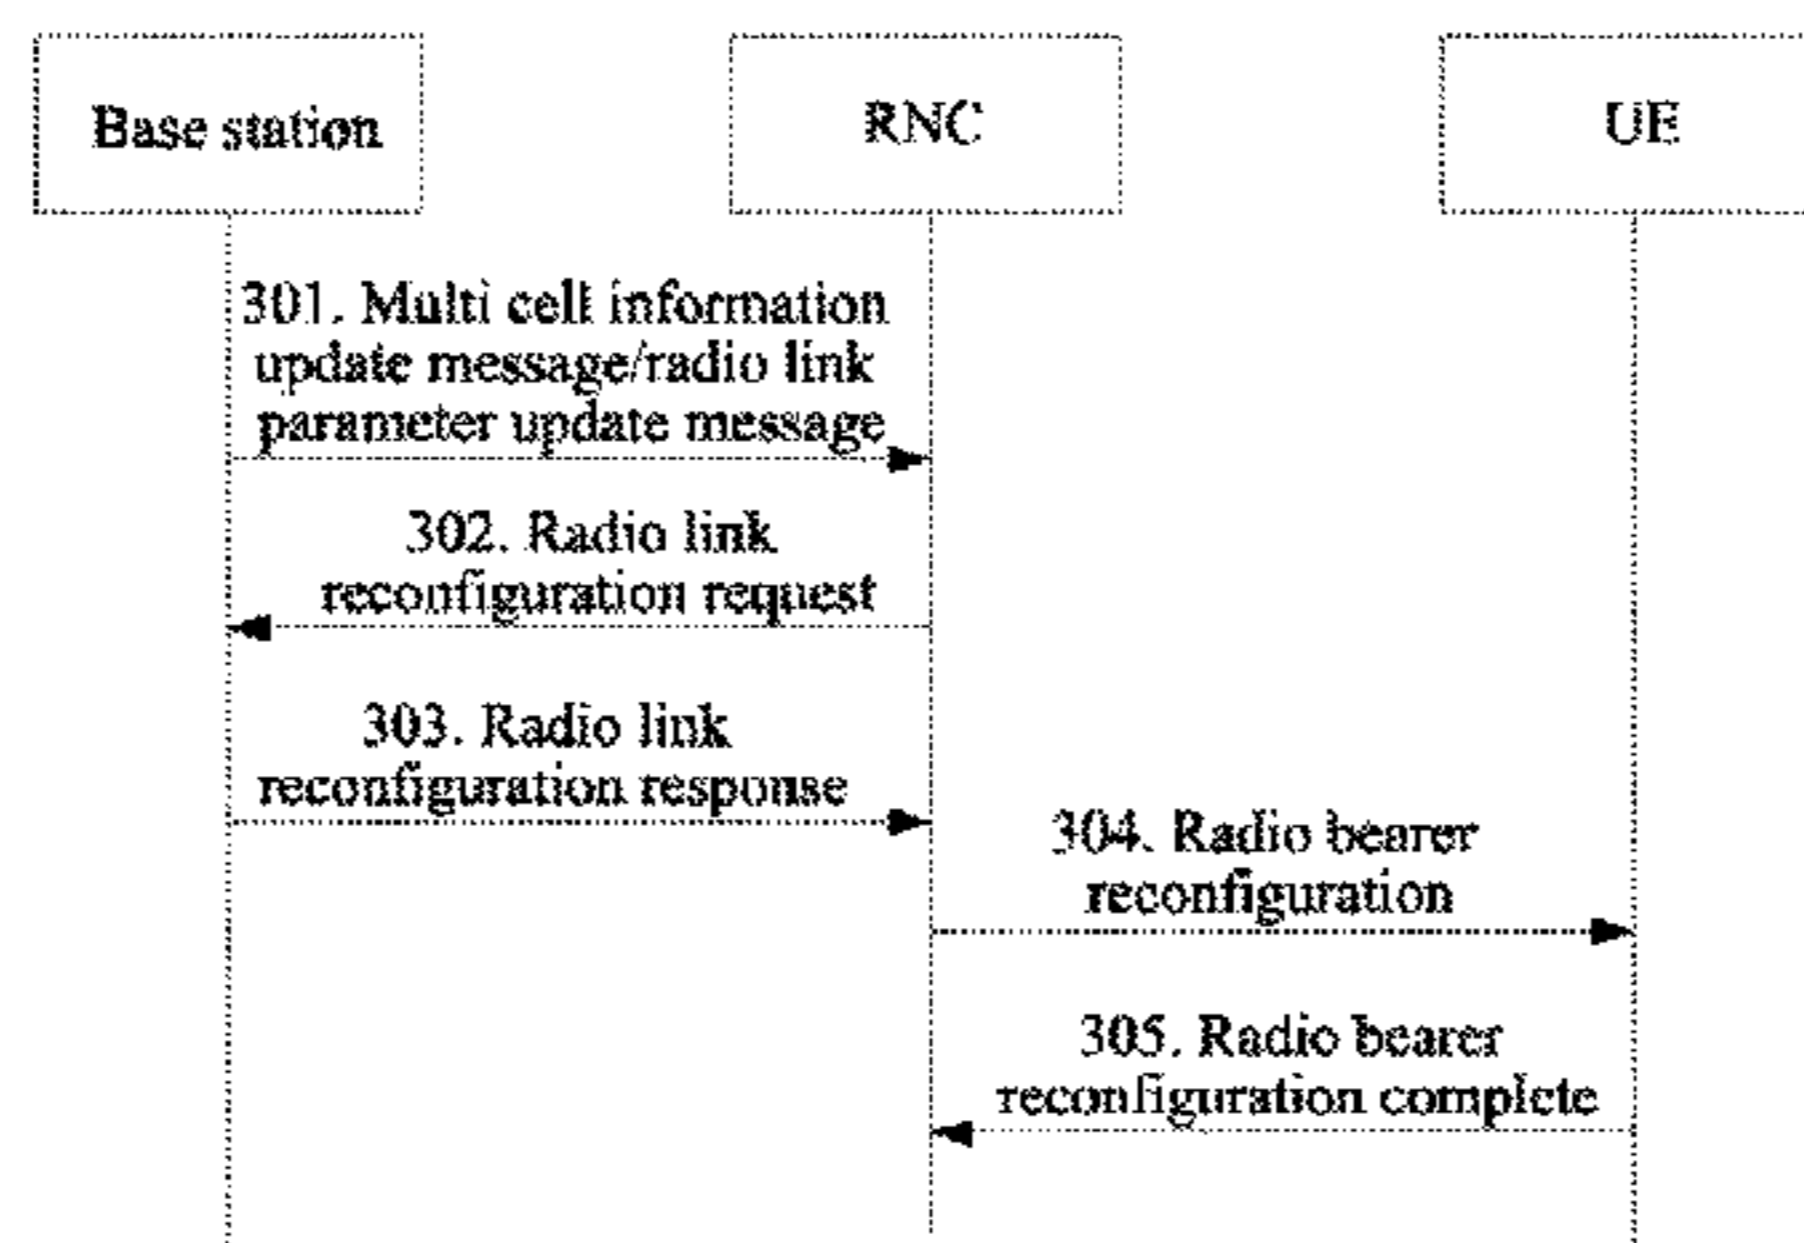 Base station
RNC
UE
301. Multi cell information
update message/radio link
parameter update message
302. Radio link
reconfiguration request
303. Radio link
reconfiguration response
304. Radio bearer
reconfiguration
305. Radio bearer
reconfiguration complete